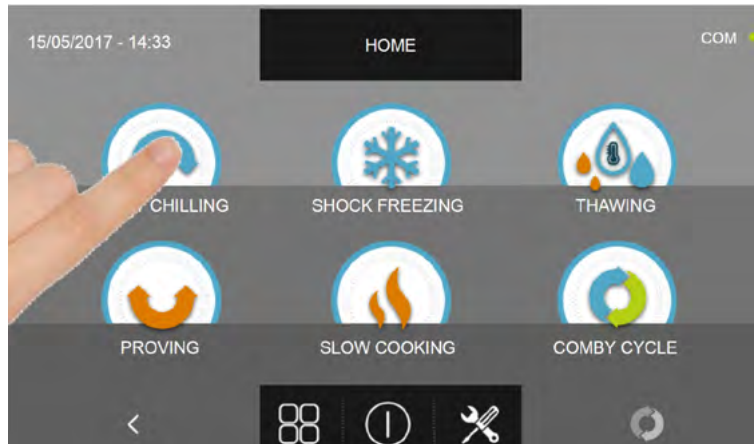 15/05/2017 - 14:33
HOME
COM
CHILLING
SHOCK FREEZING
THAWING
PROVING
SLOW COOKING
COMBY CYCLE